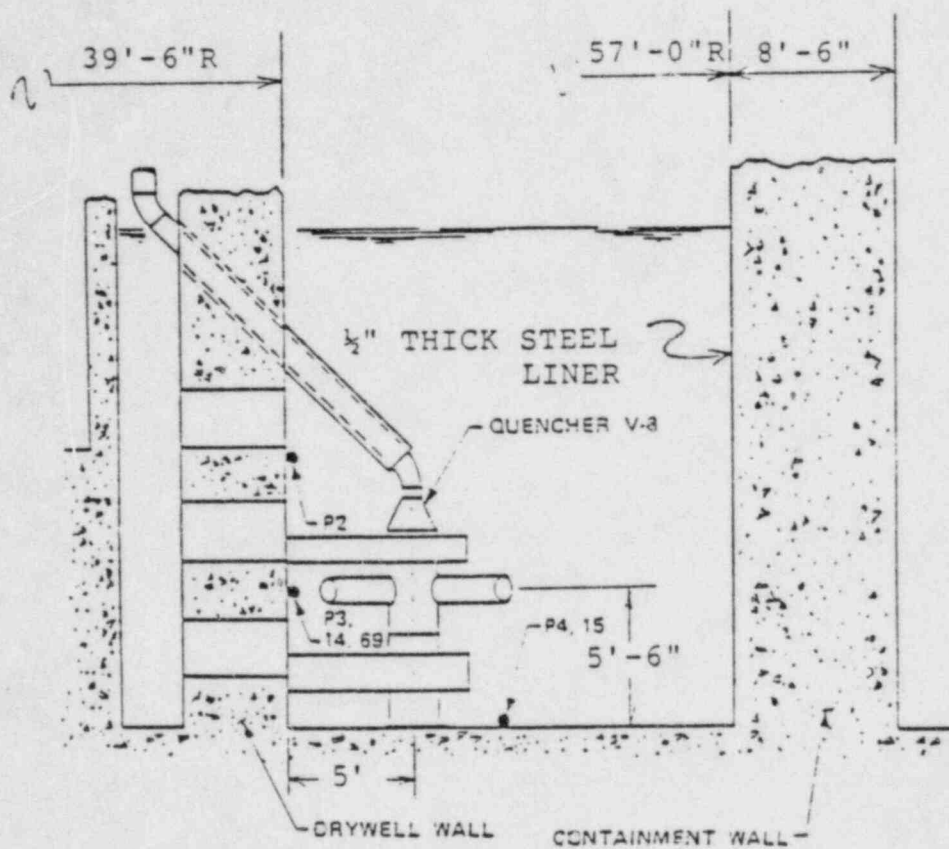 39'-6"R
57'-0"R
8'-6"
½" THICK STEEL
LINER
QUENCHER V-8
P2
P3,
14, 69
P4, 15
5'-6"
5'
DRYWELL WALL
CONTAINMENT WALL